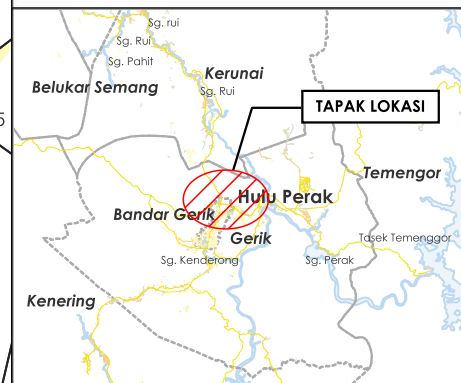 Sg. rui
Sg. Rui
Sg. Pahit
Kerunai
Belukar Semang
Sg. Rui
TAPAK LOKASI
5
Temengor
Hulu Perak
Bandar Gerik
Gerik
Tasek Temenggor
Sg. Kenderong
Sg. Perak
Kenering